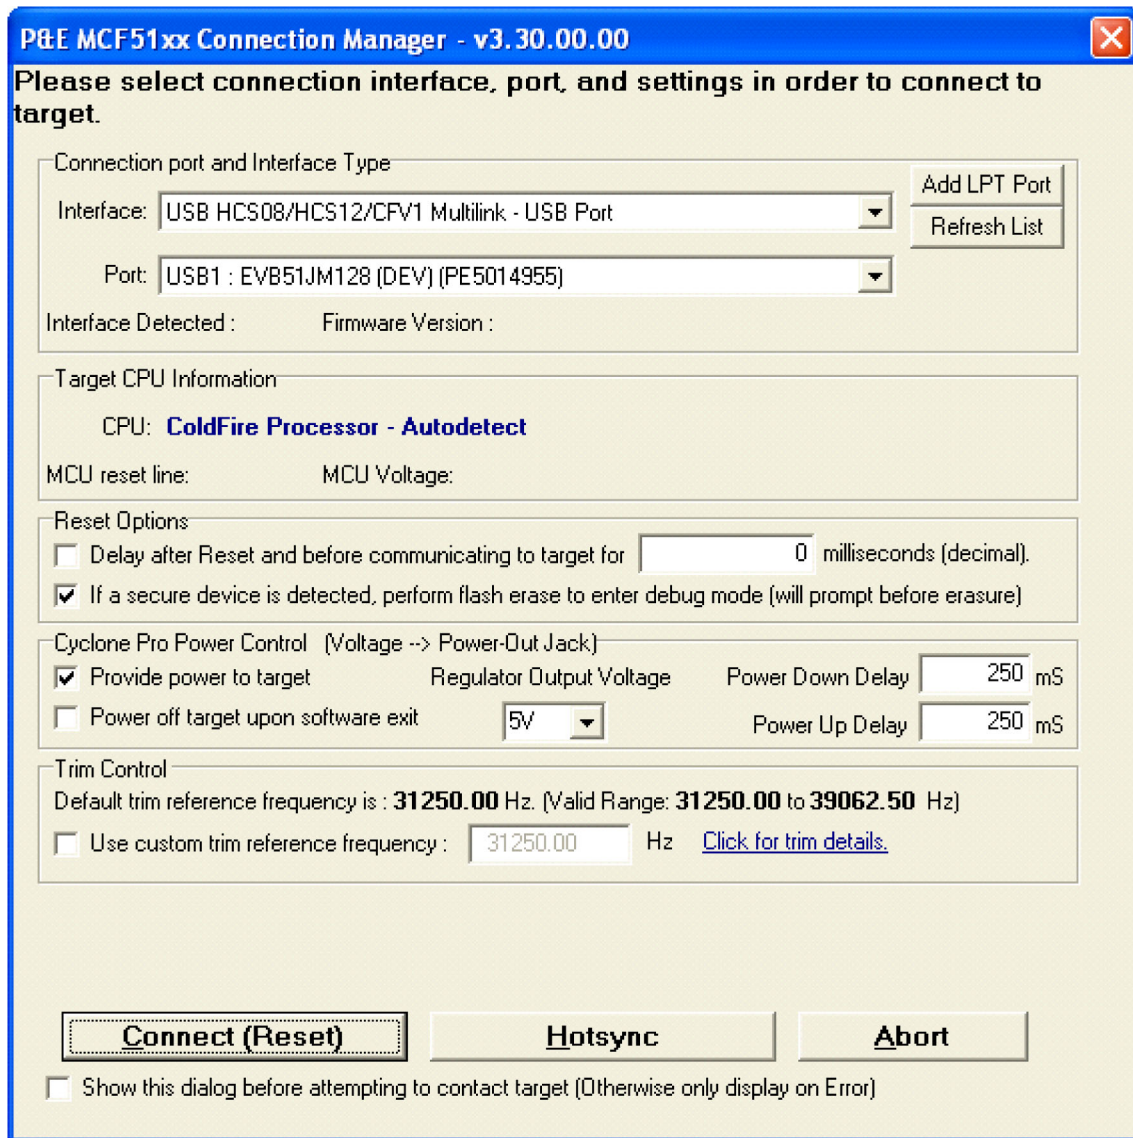 P&E MCF51xx Connection Manager - v3.30.00.00
Please select connection interface, port, and settings in order to connect to
target.
Connection port and Interface Type
Add LPT Port
Interface: USB HCS08/HCS12/CFV1 Multilink - USB Port
Refresh List
Port: USB1 : EVB51JM128 (DEV) (PE5014955)
Interface Detected : Firmware Version :
Target CPU Information
CPU: ColdFire Processor - Autodetect
MCU reset line: MCU Voltage:
Reset Options
Delay after Reset and before communicating to target for 0 milliseconds (decimal).
If a secure device is detected, perform flash erase to enter debug mode (will prompt before erasure)
Cyclone Pro Power Control (Voltage --> Power-Out Jack)
Provide power to target Regulator Output Voltage Power Down Delay 250 mS
Power off target upon software exit 5V Power Up Delay 250 mS
Trim Control
Default trim reference frequency is : 31250.00 Hz. (Valid Range: 31250.00 to 39062.50 Hz)
Use custom trim reference frequency : 31250.00 Hz Click for trim details.
Connect (Reset) Hotsync Abort
Show this dialog before attempting to contact target (Otherwise only display on Error)